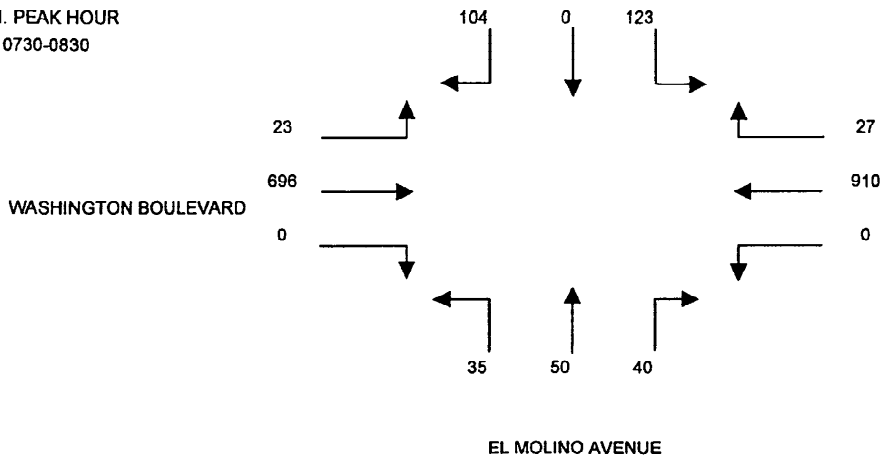 . PEAK HOUR
0730-0830
104 0 123
23 27
696 910
WASHINGTON BOULEVARD
0 0
35 50 40
EL MOLINO AVENUE